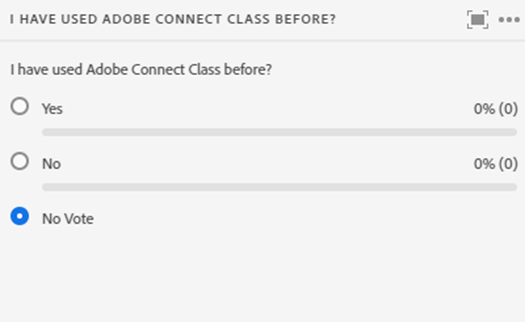 I HAVE USED ADOBE CONNECT CLASS BEFORE?
I have used Adobe Connect Class before?
Yes 0% (0)
No 0% (0)
No Vote